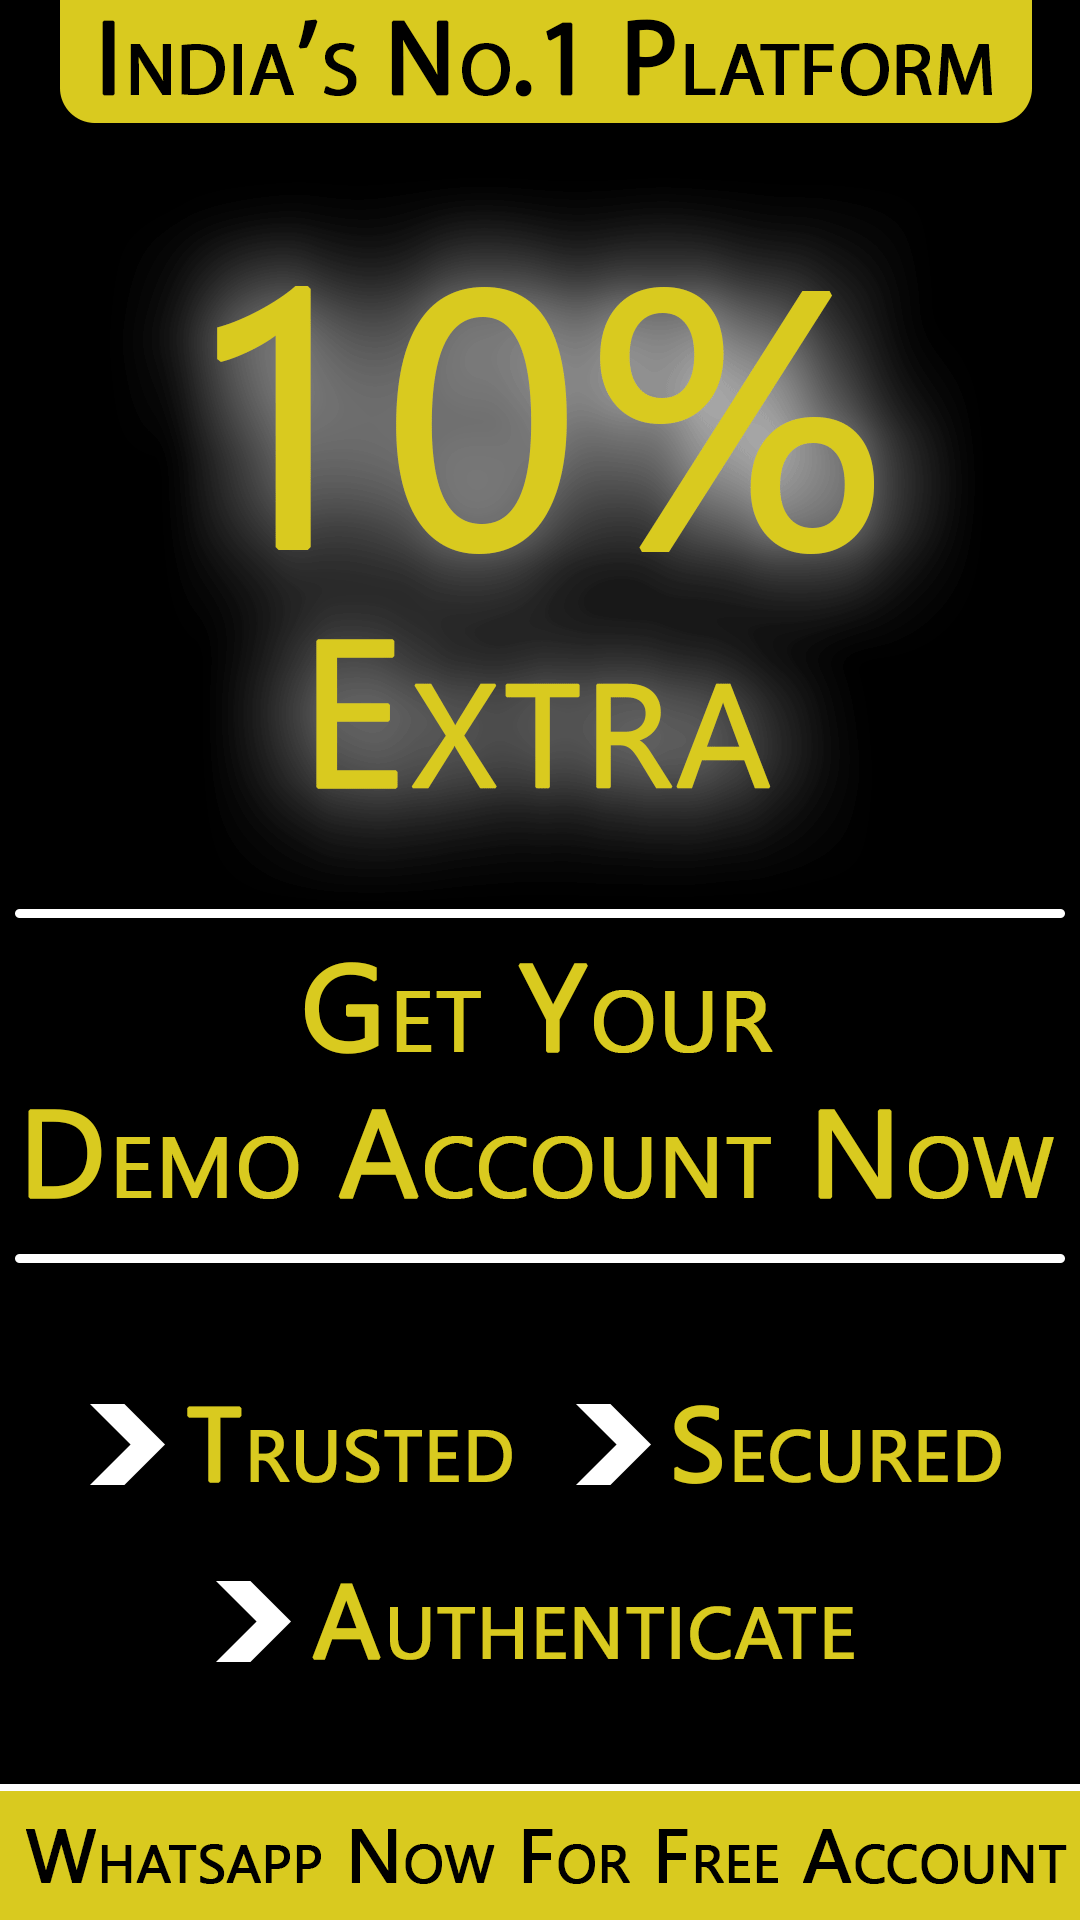 India's No.1 Platform
10%
Extra
Get Your
Demo Account Now
Trusted Secured
Authenticate
Whatsapp Now For Free Account